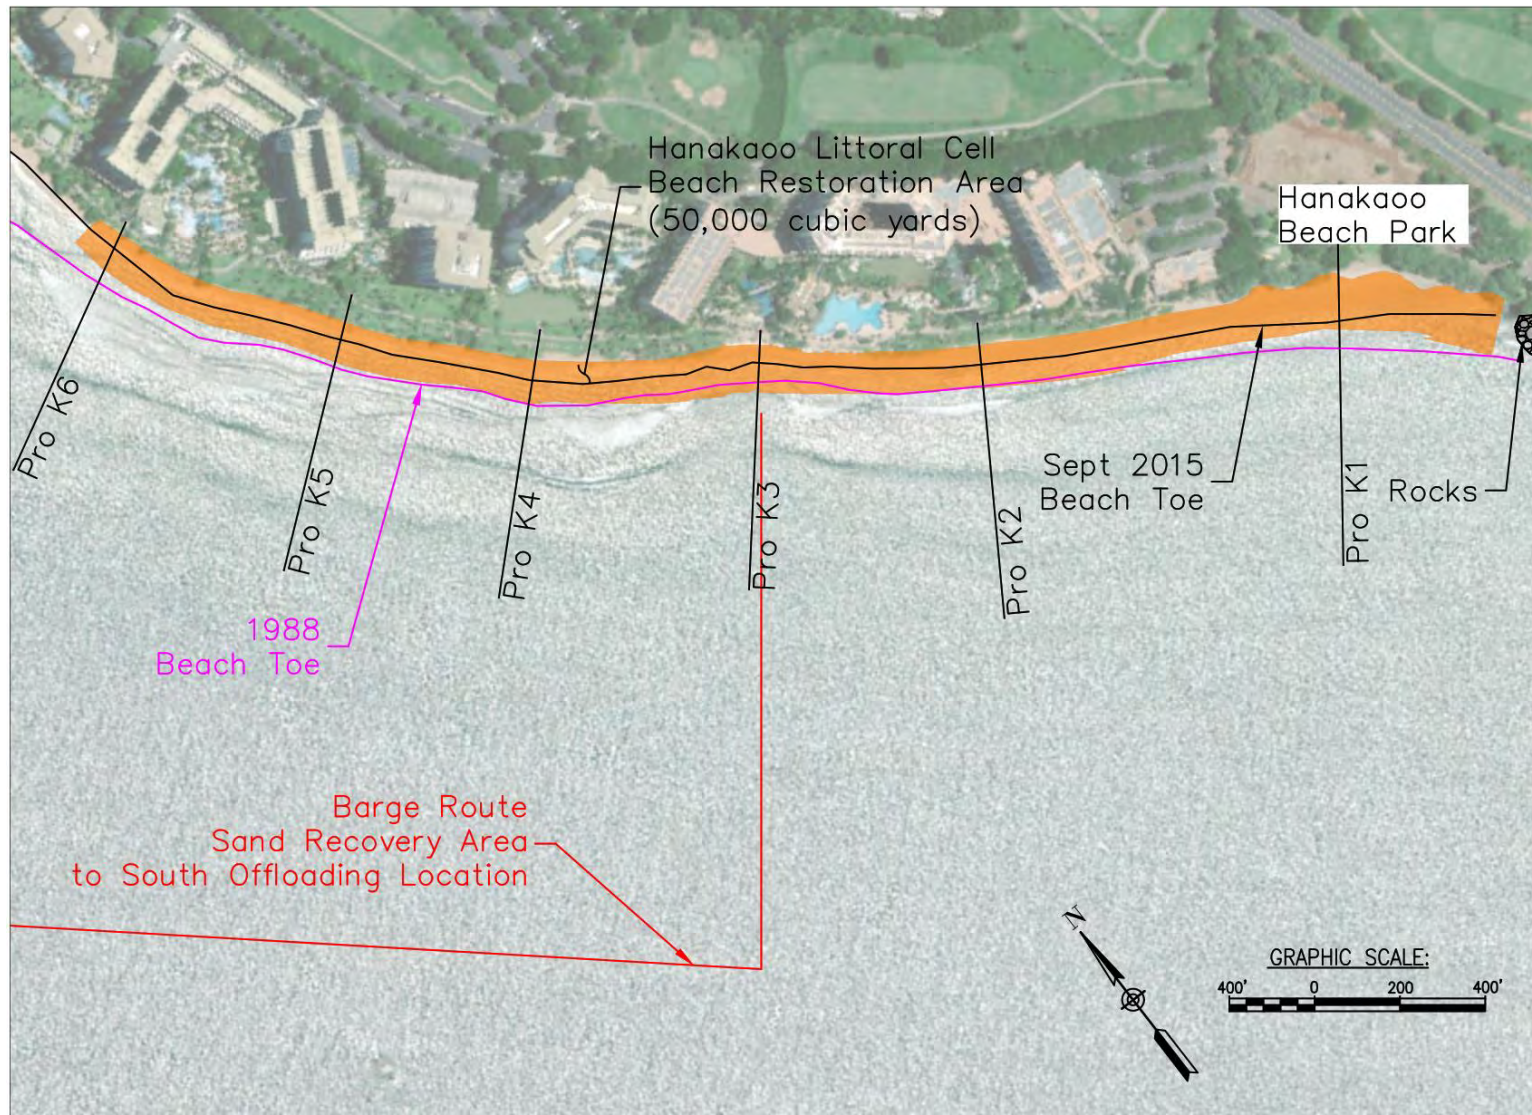 Hanakaoo Littoral Cell
Beach Restoration Area
(50,000 cubic yards)
Hanakaoo
Beach Park
Pro K6
Pro K5
Pro K4
Pro K3
Pro K2
Pro K1
Sept 2015
Beach Toe
Rocks
1988
Beach Toe
Barge Route
Sand Recovery Area
to South Offloading Location
N
GRAPHIC SCALE:
400' 0 200 400'